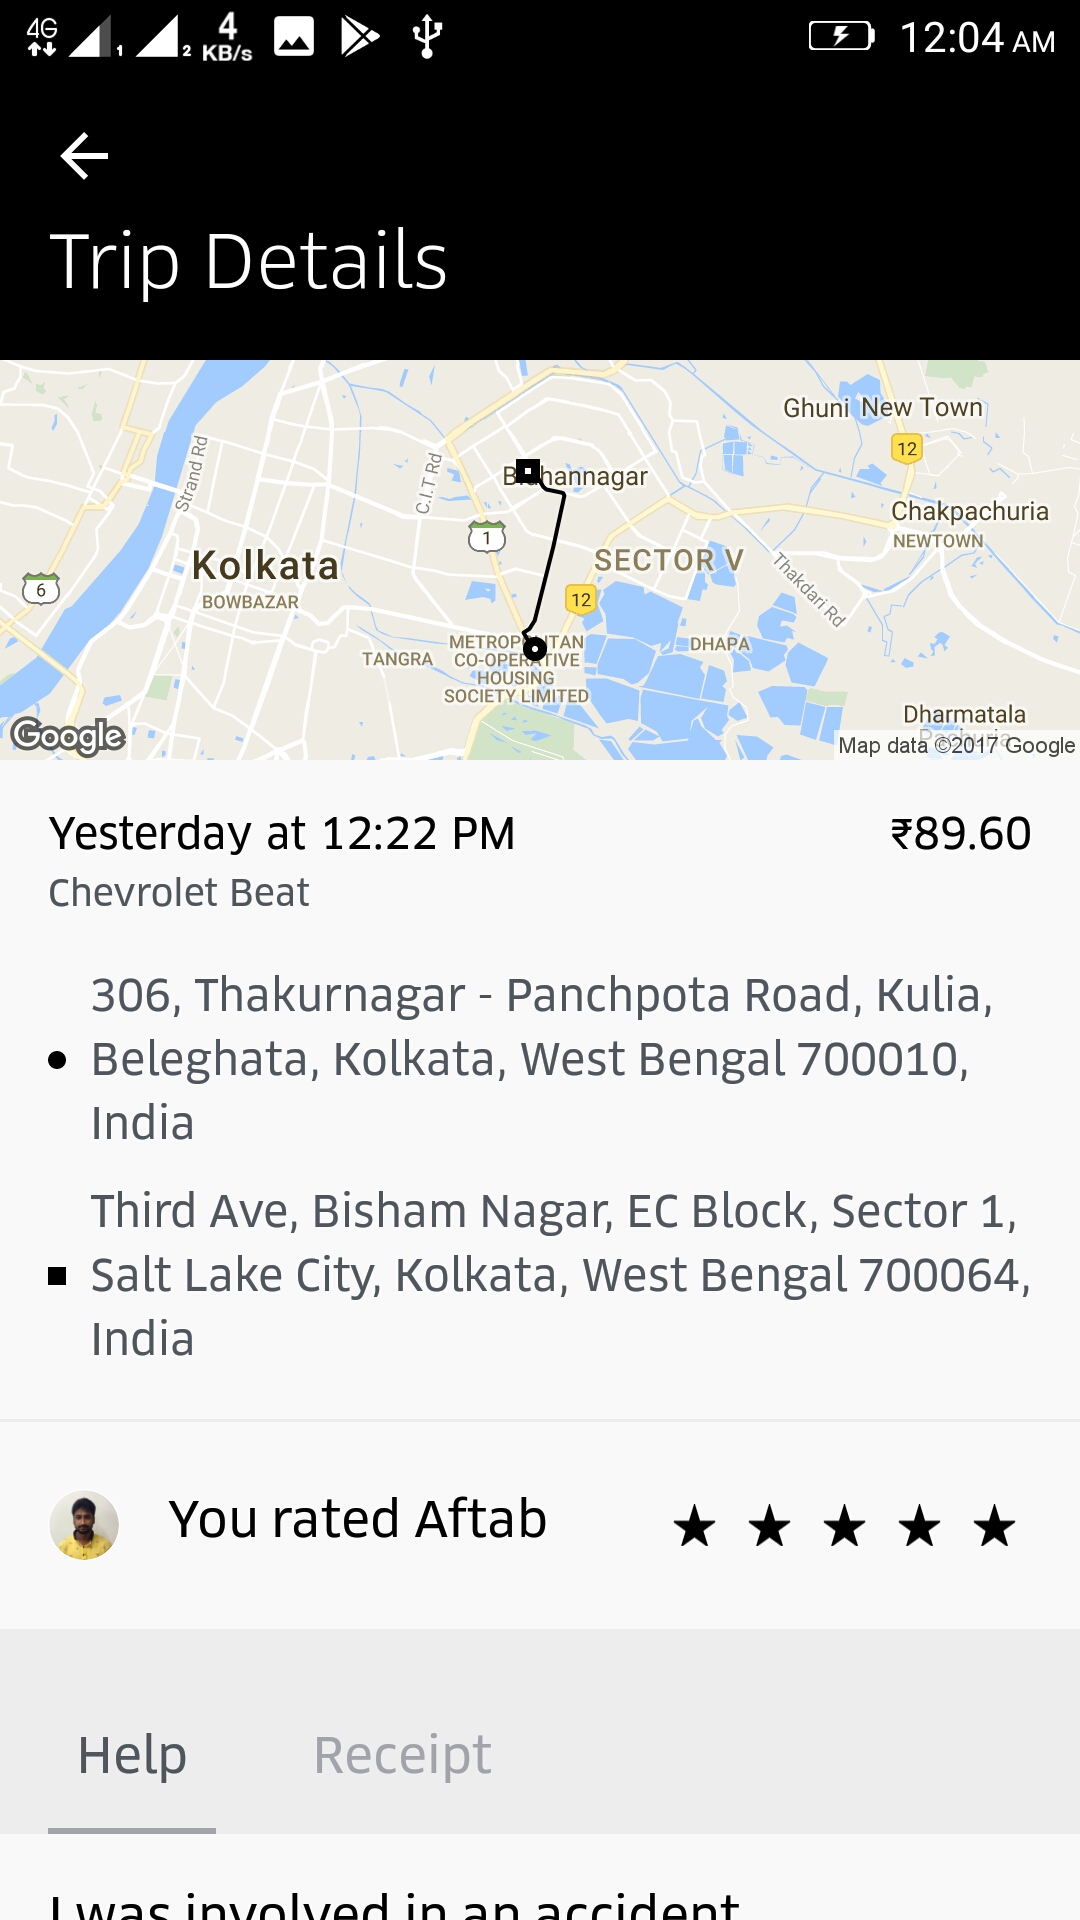 4G
1
2
4
KB/s
12:04 AM
Trip Details
Ghuni
New Town
12
Strand Rd
C.I.T Rd
Chakpachuria
NEWTOWN
1
Kolkata
BOWBAZAR
SECTOR V
6
12
Thakdari Rd
TANGRA
CO-OPERATIVE
HOUSING
SOCIETY LIMITED
DHAPA
Dharmatala
Google
Map data ©2017 Google
Yesterday at 12:22 PM
₹89.60
Chevrolet Beat
306, Thakurnagar - Panchpota Road, Kulia,
Beleghata, Kolkata, West Bengal 700010,
India
Third Ave, Bisham Nagar, EC Block, Sector 1,
Salt Lake City, Kolkata, West Bengal 700064,
India
You rated Aftab
★ ★ ★ ★ ★
Help
Receipt
I was involved in an accident